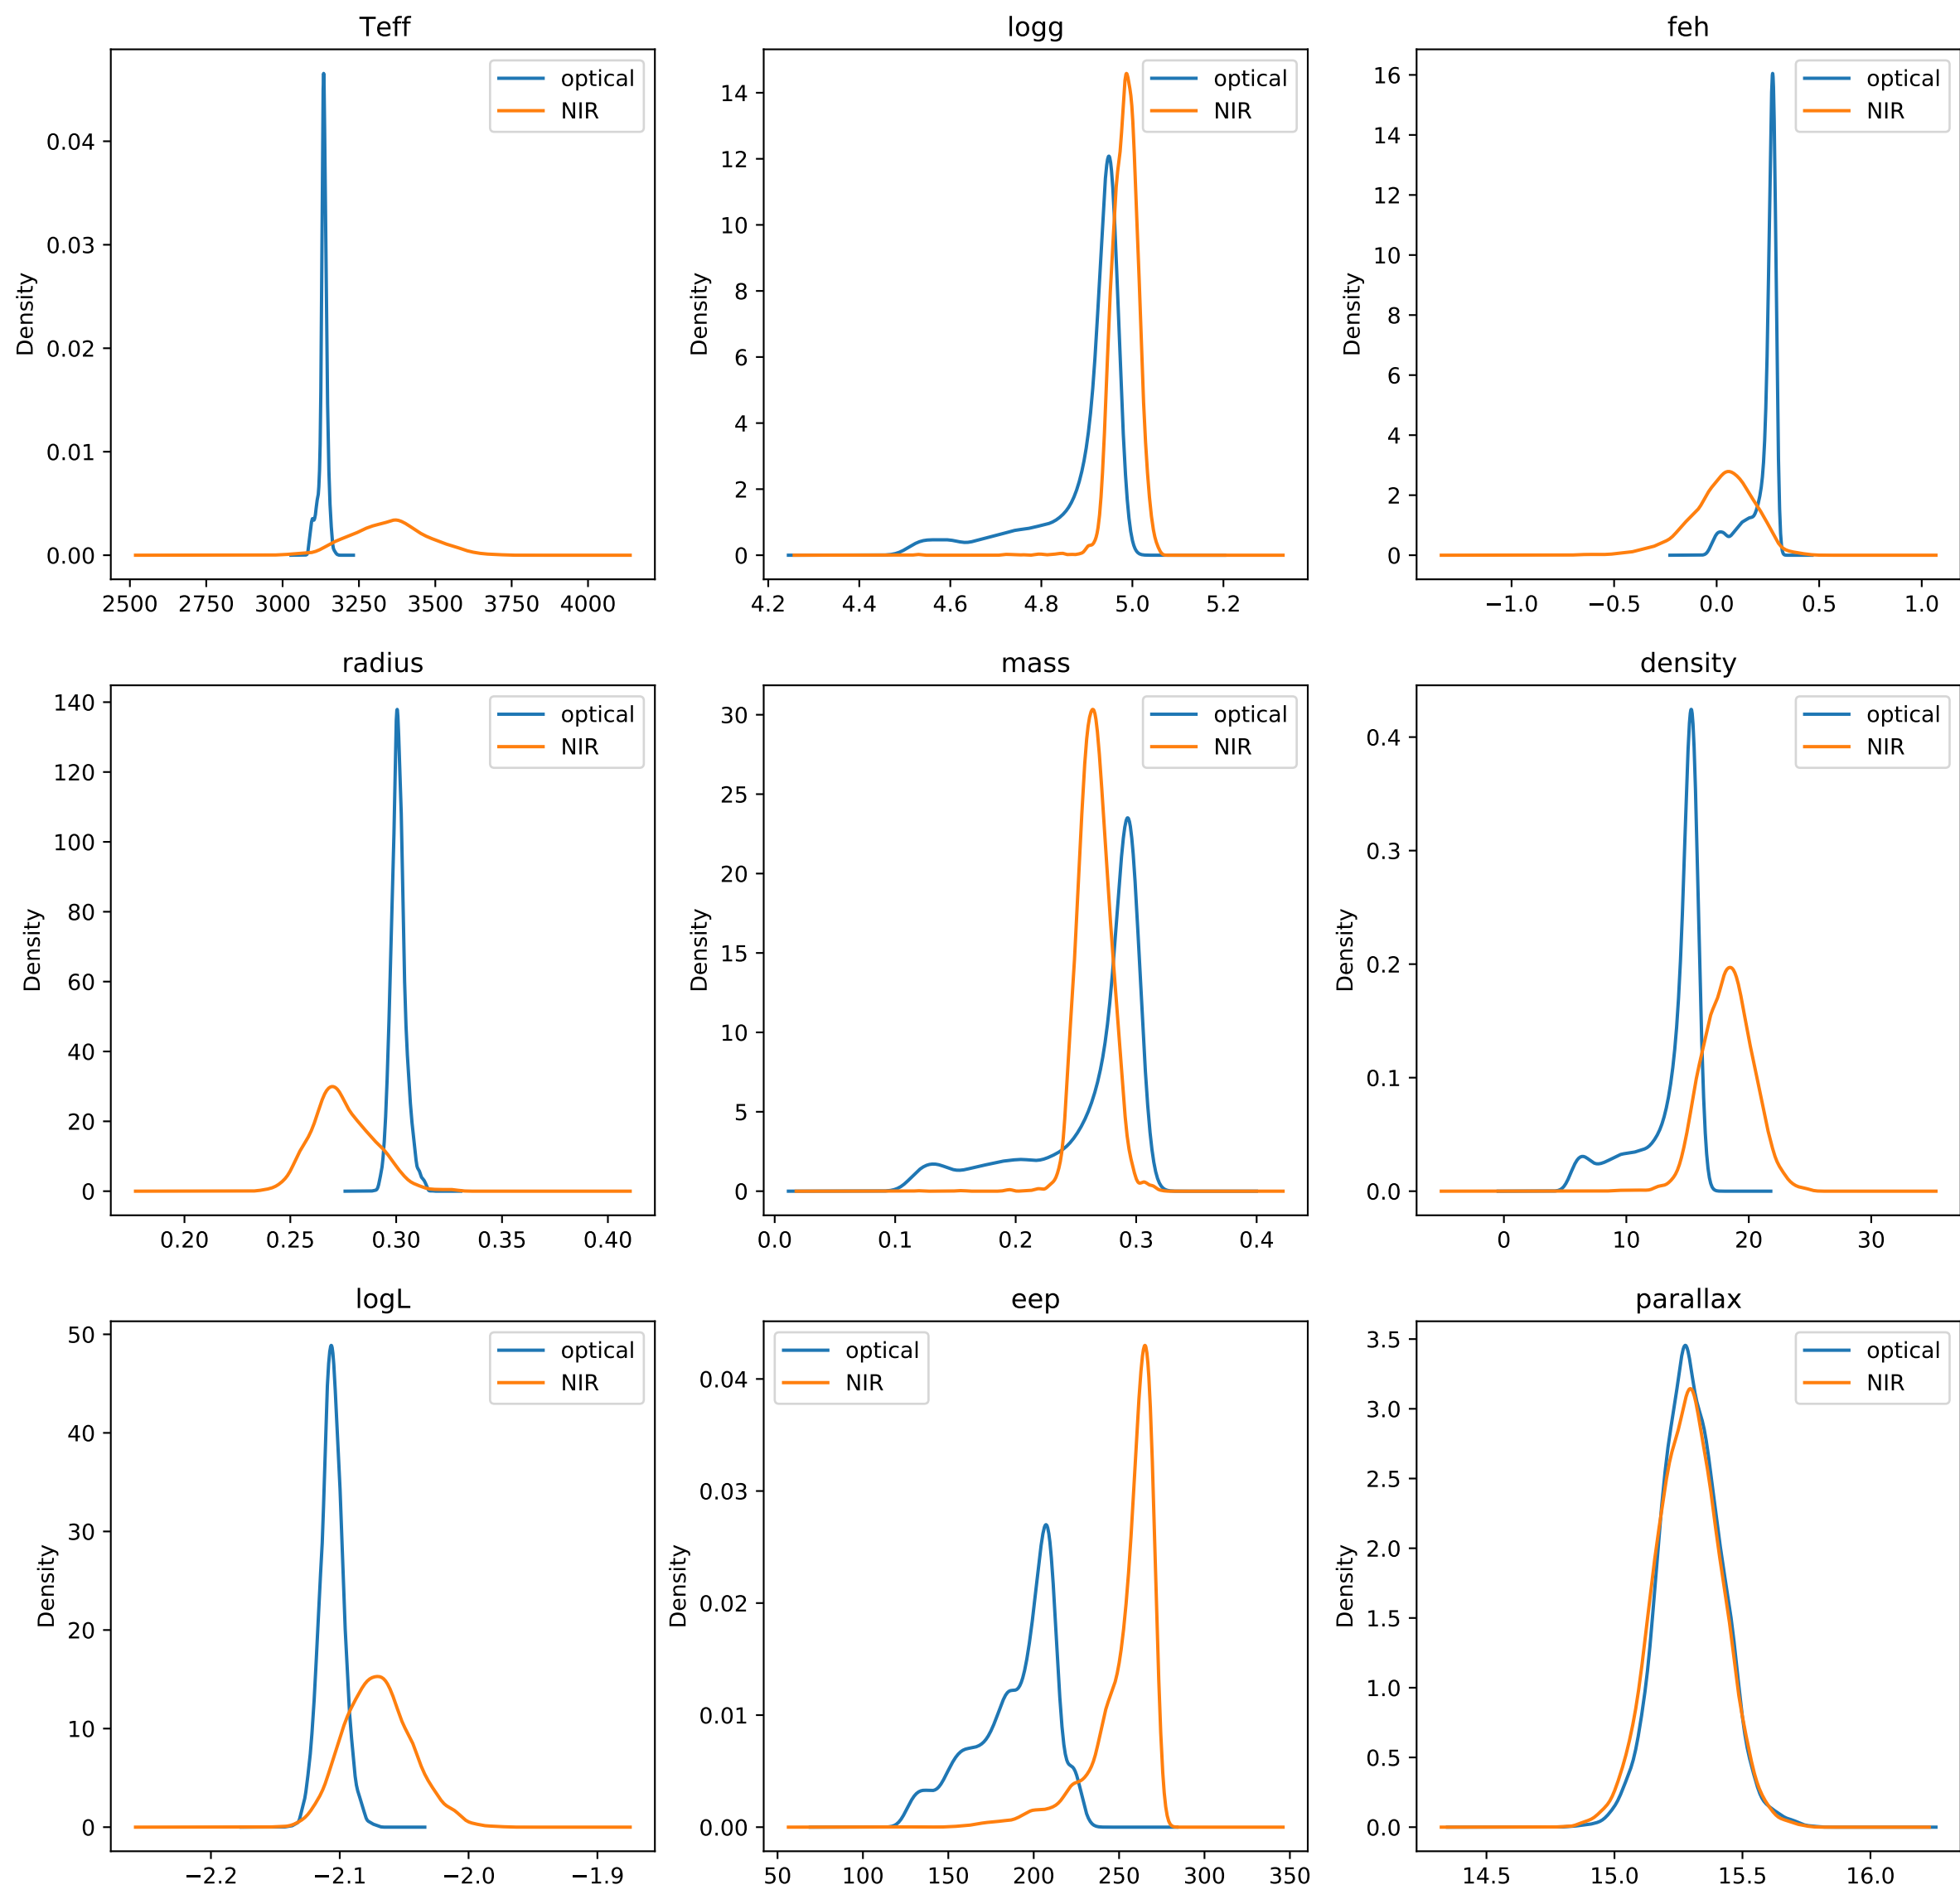 Teff
optical
NIR
Density
0.04
0.03
0.02
0.01
0.00
2500 2750 3000 3250 3500 3750 4000
logg
optical
NIR
Density
14
12
10
8
6
4
2
0
4.2 4.4 4.6 4.8 5.0 5.2
feh
optical
NIR
Density
16
14
12
10
8
6
4
2
0
−1.0 −0.5 0.0 0.5 1.0
radius
optical
NIR
Density
140
120
100
80
60
40
20
0
0.20 0.25 0.30 0.35 0.40
mass
optical
NIR
Density
30
25
20
15
10
5
0
0.0 0.1 0.2 0.3 0.4
density
optical
NIR
Density
0.4
0.3
0.2
0.1
0.0
0 10 20 30
logL
optical
NIR
Density
50
40
30
20
10
0
−2.2 −2.1 −2.0 −1.9
eep
optical
NIR
Density
0.04
0.03
0.02
0.01
0.00
50 100 150 200 250 300 350
parallax
optical
NIR
Density
3.5
3.0
2.5
2.0
1.5
1.0
0.5
0.0
14.5 15.0 15.5 16.0